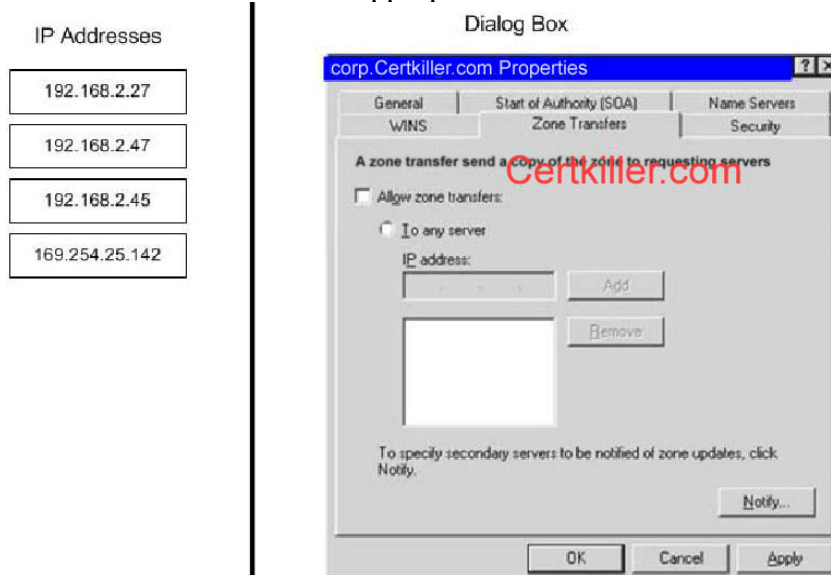 IP Addresses
192.168.2.27
192.168.2.47
192.168.2.45
169.254.25.142
Dialog Box
corp.Certkiller.com Properties
General
Start of Authority (SOA)
Name Servers
WINS
Zone Transfers
Security
A zone transfer send a copy of the zone to requesting servers
Certkiller.com
Allow zone transfers:
To any server
IP address:
Add
Remove
To specify secondary servers to be notified of zone updates, click
Notify.
Notify...
OK
Cancel
Apply